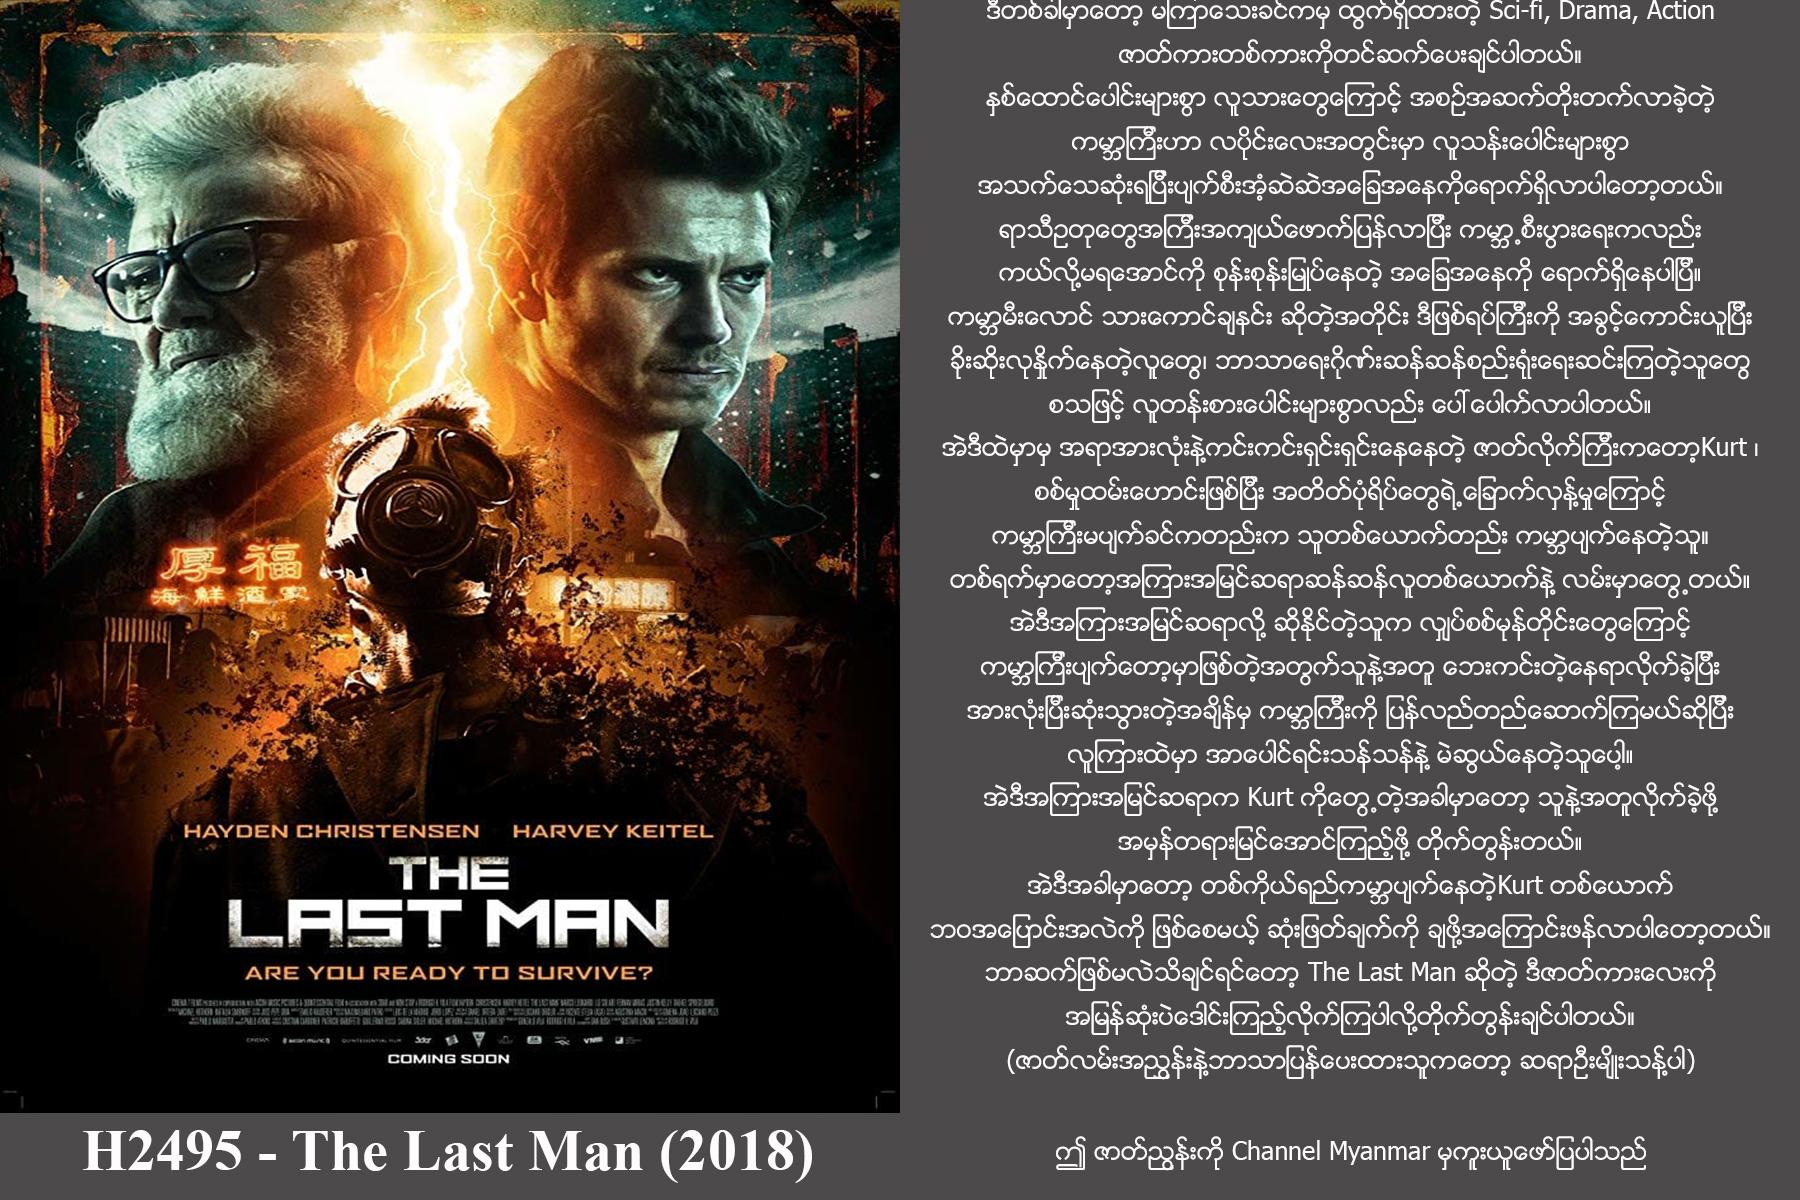 厚福
海鮮酒家
HAYDEN CHRISTENSEN HARVEY KEITEL
THE
LAST MAN
ARE YOU READY TO SURVIVE?
COMING SOON
H2495 - The Last Man (2018)
ဒီတစ်ခါမှာတော့ မကြာသေးခင်ကမှ ထွက်ရှိထားတဲ့ Sci-fi, Drama, Action
ဇာတ်ကားတစ်ကားကိုတင်ဆက်ပေးချင်ပါတယ်။
နှစ်ထောင်ပေါင်းများစွာ လူသားတွေကြောင့် အစဉ်အဆက်တိုးတက်လာခဲ့တဲ့
ကမ္ဘာကြီးဟာ လပိုင်းလေးအတွင်းမှာ လူသန်းပေါင်းများစွာ
အသက်သေဆုံးရပြီးပျက်စီးအံ့ဆဲဆဲအခြေအနေကိုရောက်ရှိလာပါတော့တယ်။
ရာသီဥတုတွေအကြီးအကျယ်ဖောက်ပြန်လာပြီး ကမ္ဘာ့စီးပွားရေးကလည်း
ကယ်လို့မရအောင်ကို စုန်းစုန်းမြုပ်နေတဲ့ အခြေအနေကို ရောက်ရှိနေပါပြီ။
ကမ္ဘာမီးလောင် သားကောင်ချနင်း ဆိုတဲ့အတိုင်း ဒီဖြစ်ရပ်ကြီးကို အခွင့်ကောင်းယူပြီး
ခိုးဆိုးလုနှိုက်နေတဲ့လူတွေ၊ ဘာသာရေးဂိုဏ်းဆန်ဆန်စည်းရုံးရေးဆင်းကြတဲ့သူတွေ
စသဖြင့် လူတန်းစားပေါင်းများစွာလည်း ပေါ်ပေါက်လာပါတယ်။
အဲဒီထဲမှာမှ အရာအားလုံးနဲ့ကင်းကင်းရှင်းရှင်းနေနေတဲ့ ဇာတ်လိုက်ကြီးကတော့Kurt ၊
စစ်မှုထမ်းဟောင်းဖြစ်ပြီး အတိတ်ပုံရိပ်တွေရဲ့ခြောက်လှန့်မှုကြောင့်
ကမ္ဘာကြီးမပျက်ခင်ကတည်းက သူတစ်ယောက်တည်း ကမ္ဘာပျက်နေတဲ့သူ။
တစ်ရက်မှာတော့အကြားအမြင်ဆရာဆန်ဆန်လူတစ်ယောက်နဲ့ လမ်းမှာတွေ့တယ်။
အဲဒီအကြားအမြင်ဆရာလို့ ဆိုနိုင်တဲ့သူက လျှပ်စစ်မုန်တိုင်းတွေကြောင့်
ကမ္ဘာကြီးပျက်တော့မှာဖြစ်တဲ့အတွက်သူနဲ့အတူ ဘေးကင်းတဲ့နေရာလိုက်ခဲ့ပြီး
အားလုံးပြီးဆုံးသွားတဲ့အချိန်မှ ကမ္ဘာကြီးကို ပြန်လည်တည်ဆောက်ကြမယ်ဆိုပြီး
လူကြားထဲမှာ အာပေါင်ရင်းသန်သန်နဲ့ မဲဆွယ်နေတဲ့သူပေါ့။
အဲဒီအကြားအမြင်ဆရာက Kurt ကိုတွေ့တဲ့အခါမှာတော့ သူနဲ့အတူလိုက်ခဲ့ဖို့
အမှန်တရားမြင်အောင်ကြည့်ဖို့ တိုက်တွန်းတယ်။
အဲဒီအခါမှာတော့ တစ်ကိုယ်ရည်ကမ္ဘာပျက်နေတဲ့Kurt တစ်ယောက်
ဘဝအပြောင်းအလဲကို ဖြစ်စေမယ့် ဆုံးဖြတ်ချက်ကို ချဖို့အကြောင်းဖန်လာပါတော့တယ်။
ဘာဆက်ဖြစ်မလဲသိချင်ရင်တော့ The Last Man ဆိုတဲ့ ဒီဇာတ်ကားလေးကို
အမြန်ဆုံးပဲဒေါင်းကြည့်လိုက်ကြပါလို့တိုက်တွန်းချင်ပါတယ်။
(ဇာတ်လမ်းအညွှန်းနဲ့ဘာသာပြန်ပေးထားသူကတော့ ဆရာဦးမျိုးသန့်ပါ)
ဤ ဇာတ်ညွှန်းကို Channel Myanmar မှကူးယူဖော်ပြပါသည်